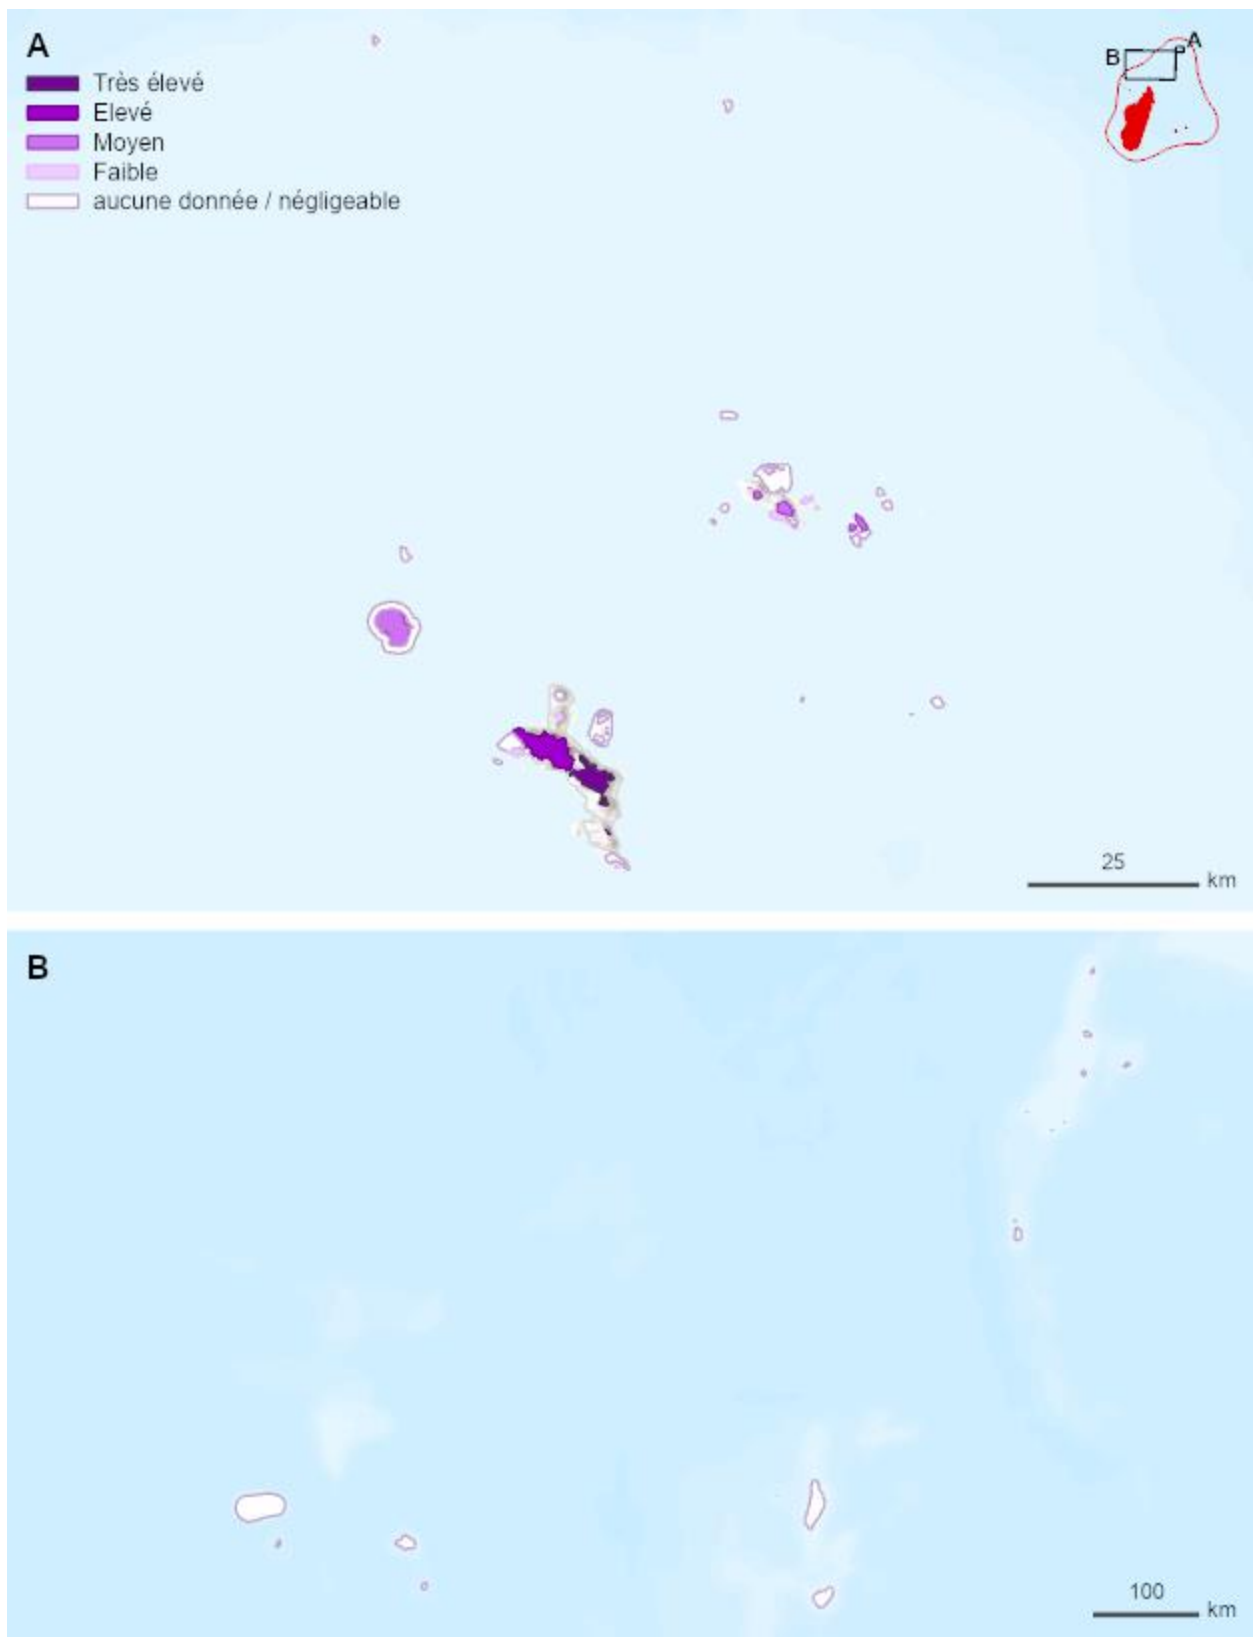 A
Très élevé
Elevé
Moyen
Faible
aucune donnée / négligeable
A
B
25
km
B
100
km